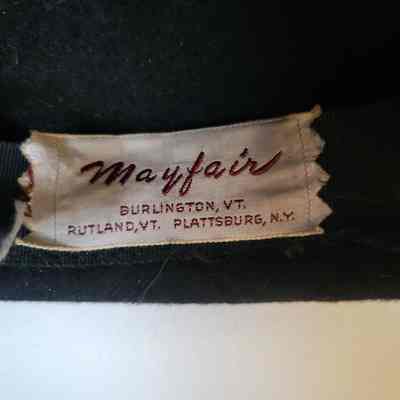 Mayfair
BURLINGTON, VT.
RUTLAND, VT. PLATTSBURG, N.Y.